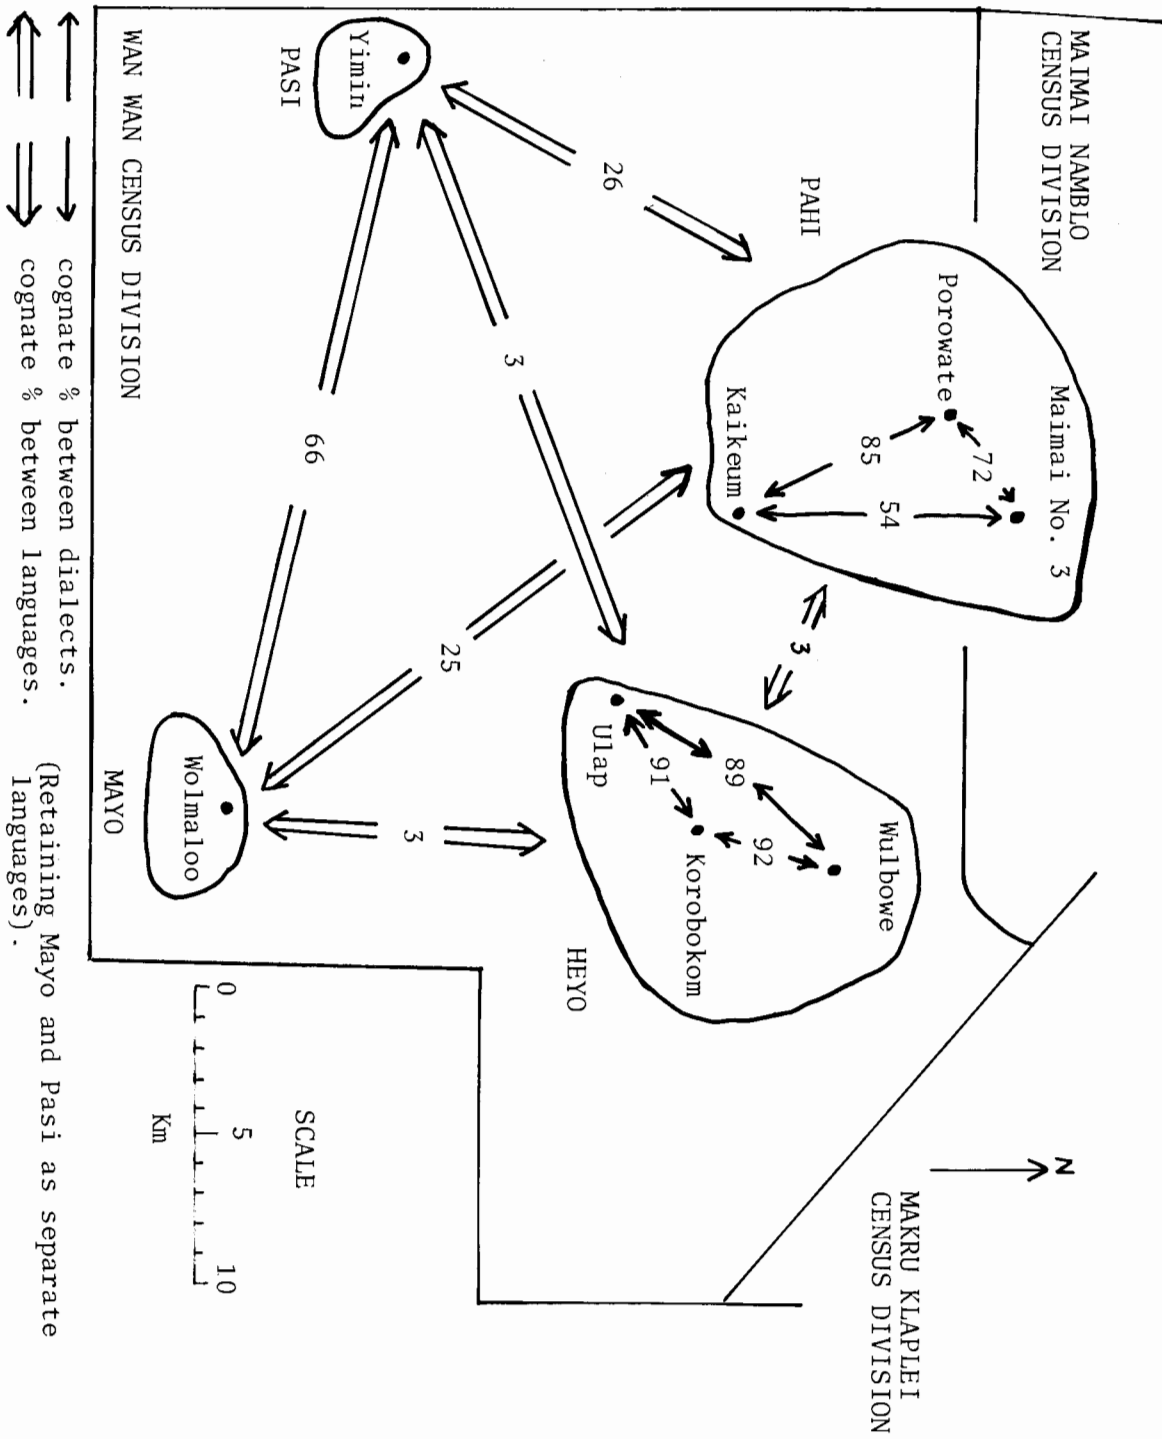 MAIMAI NAMBLO
CENSUS DIVISION
N
MAKRU KLAPLEI
CENSUS DIVISION
Maimai No. 3
Porowate
72
85
54
Kaikeum
PAHI
3
Wulbowe
89
92
91
Ulap
Korobokom
HEYO
26
3
25
Yimin
PASI
66
3
Wolmaloo
MAYO
WAN WAN CENSUS DIVISION
SCALE
0 5 10
Km
cognate % between dialects.
cognate % between languages.
(Retaining Mayo and Pasi as separate
languages).